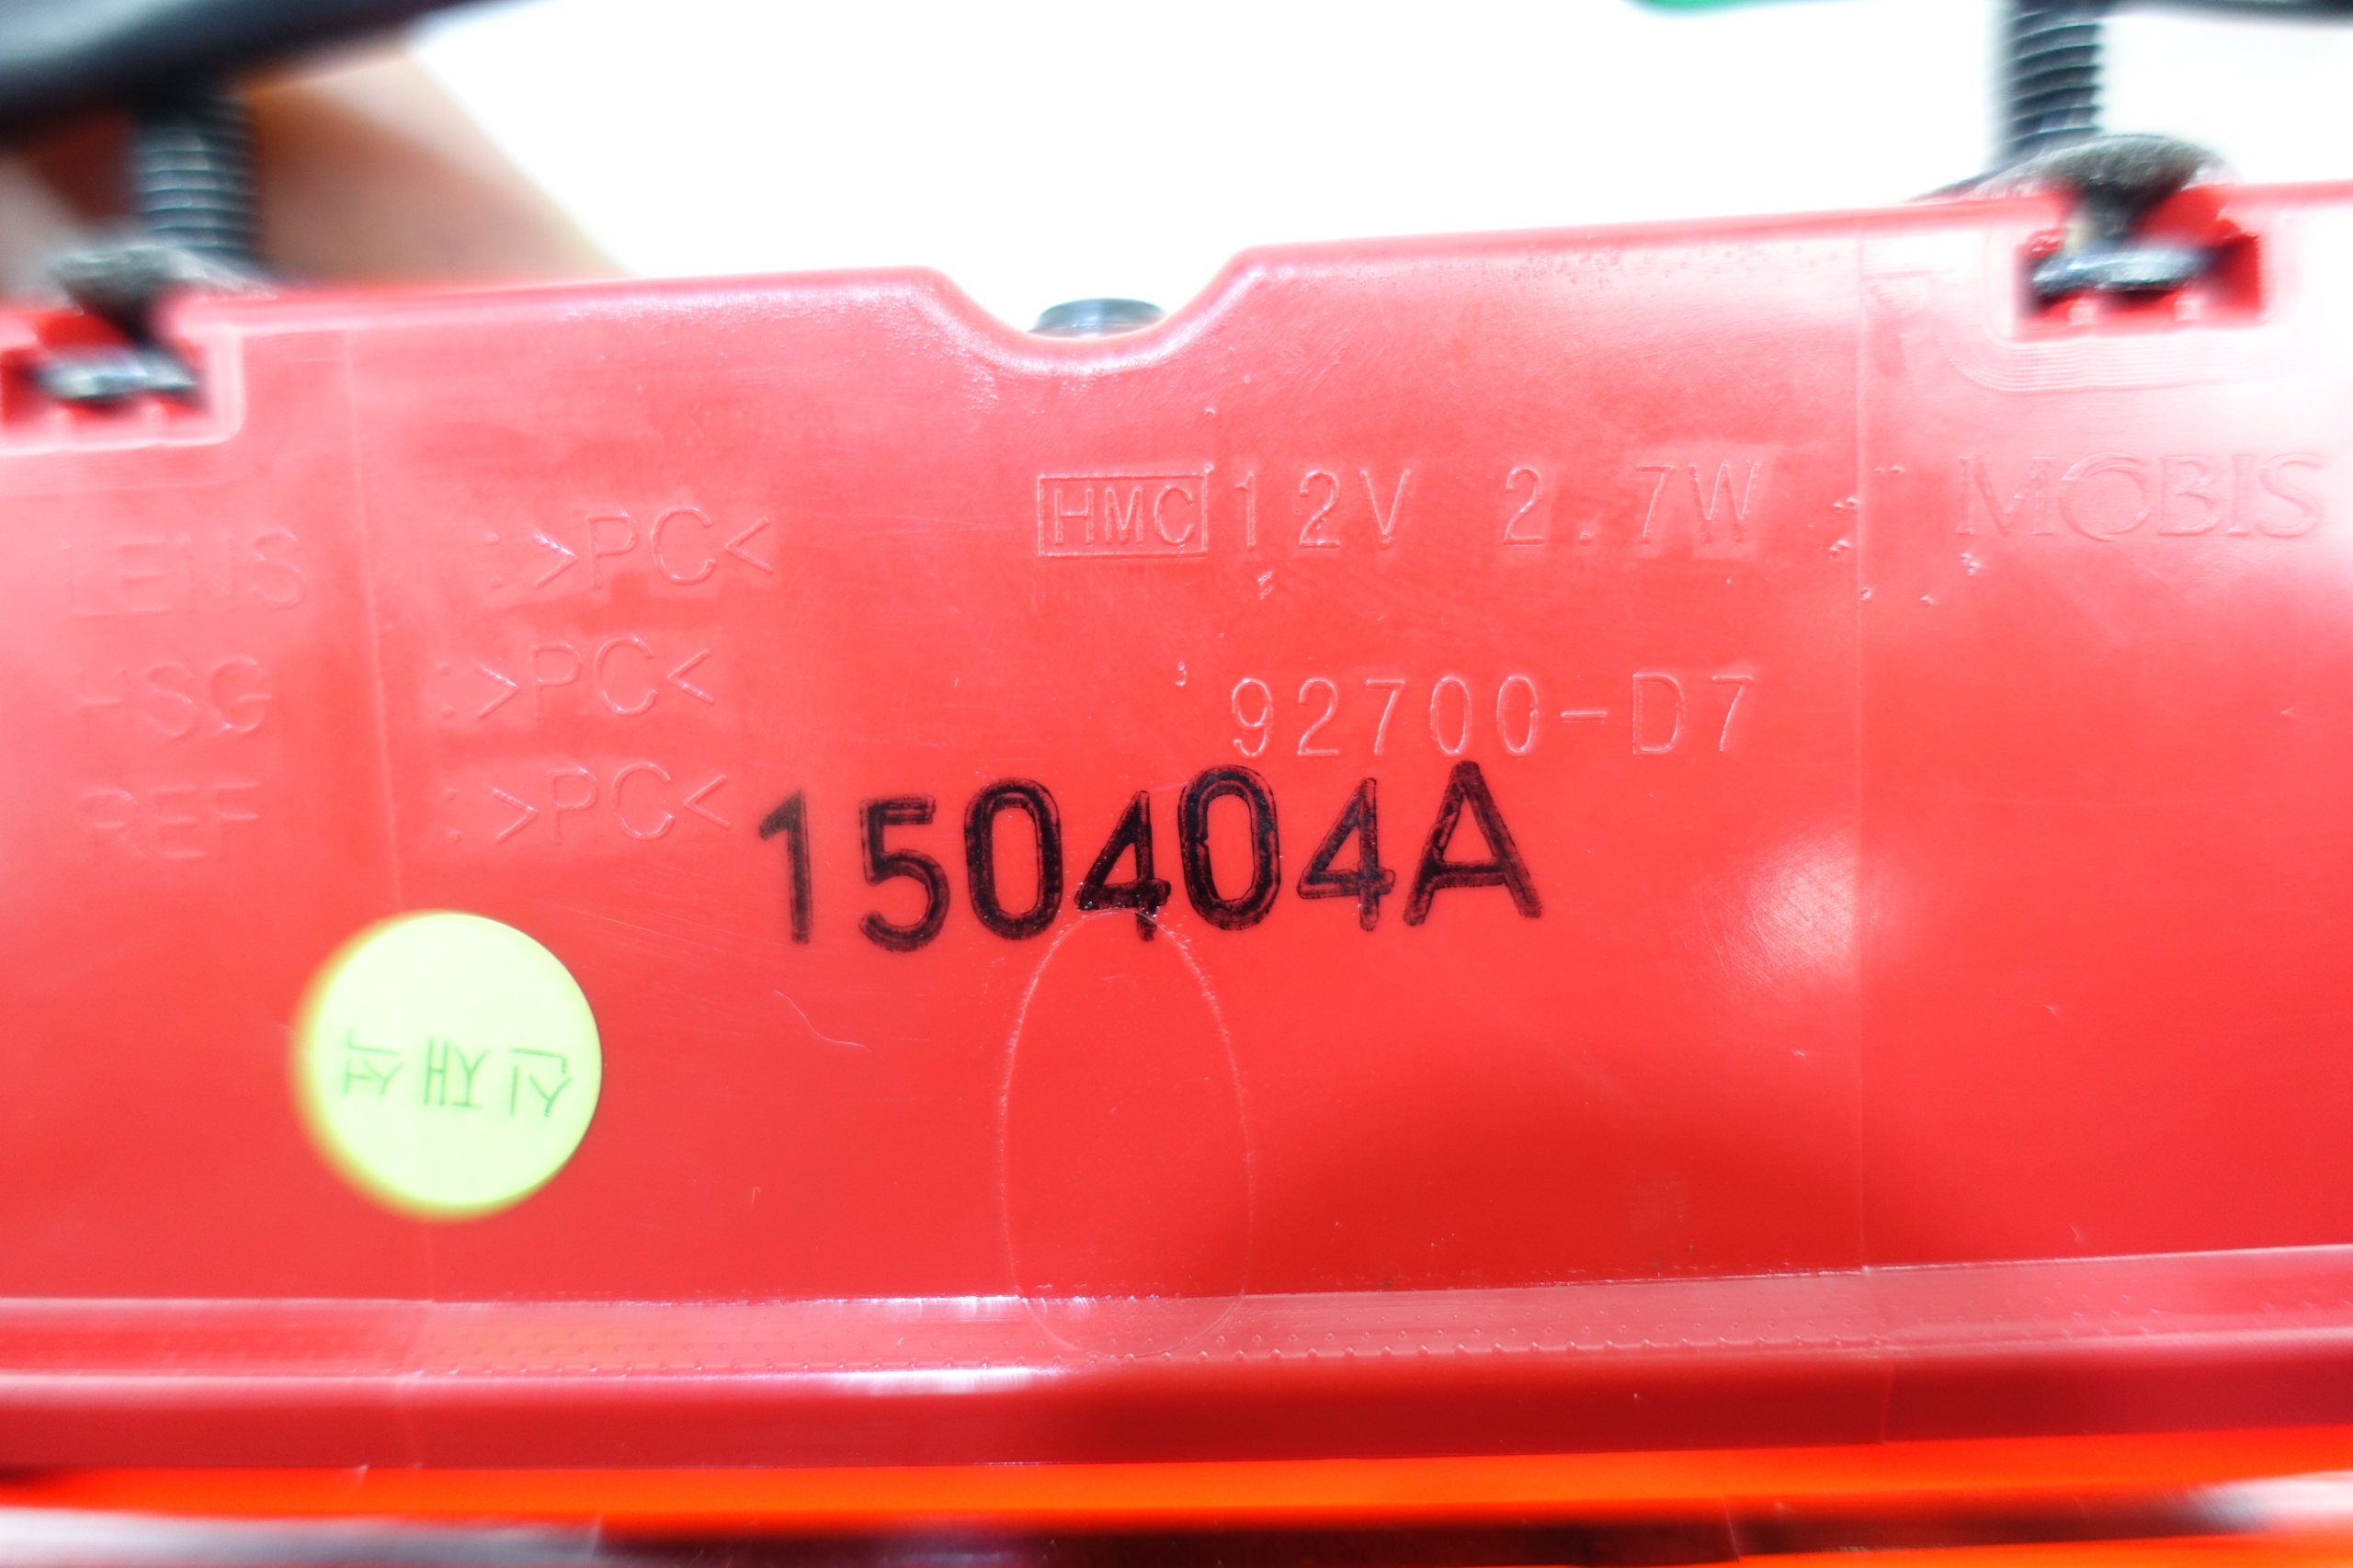 LENS :>PC< HMC 12V 2.7W MOBIS
HSG :>PC< 92700-D7
REF :>PC<
150404A